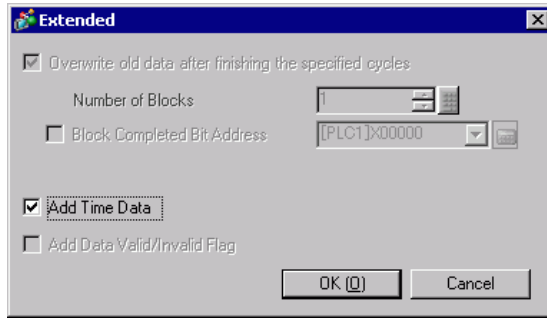 Extended
Overwrite old data after finishing the specified cycles
Number of Blocks 1
Block Completed Bit Address [PLC1]X00000
Add Time Data
Add Data Valid/Invalid Flag
OK (O) Cancel